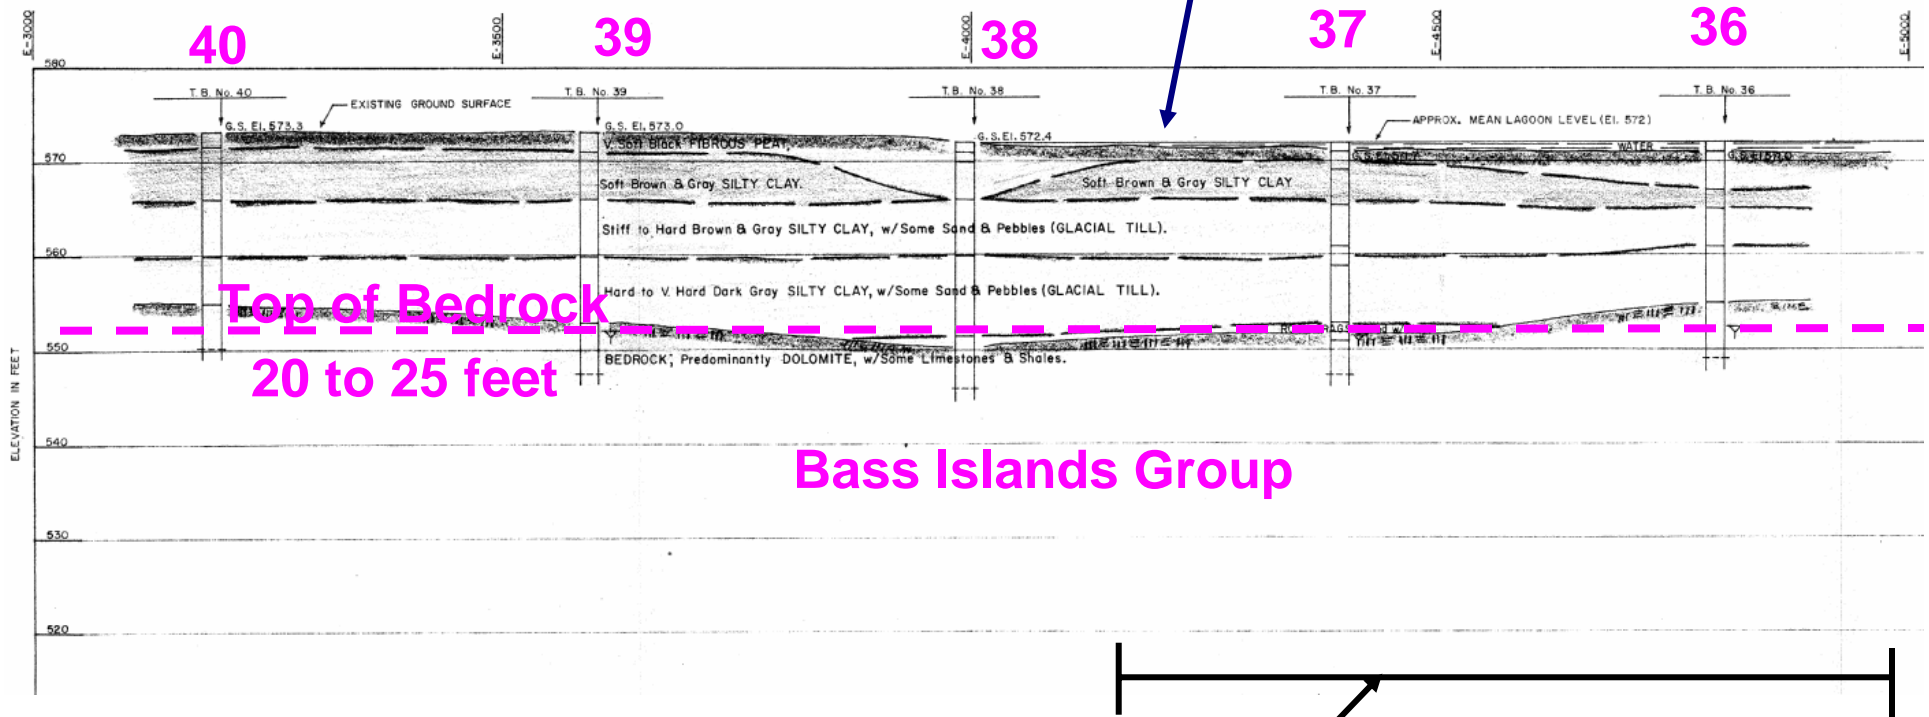 E-3000
40
E-3500
39
E-4000
38
37
E-4500
36
E-5000
580
T. B. No. 40
T. B. No. 39
T. B. No. 38
T. B. No. 37
T. B. No. 36
EXISTING GROUND SURFACE
APPROX. MEAN LAGOON LEVEL (El. 572)
G.S. El. 573.3
G.S. El. 573.0
G.S. El. 572.4
V. Soft Black FIBROUS PEAT,
WATER
570
Soft Brown & Gray SILTY CLAY.
Soft Brown & Gray SILTY CLAY
Stiff to Hard Brown & Gray SILTY CLAY, w/Some Sand & Pebbles (GLACIAL TILL).
560
Hard to V. Hard Dark Gray SILTY CLAY, w/Some Sand & Pebbles (GLACIAL TILL).
Top of Bedrock
550
BEDROCK; Predominantly DOLOMITE, w/Some Limestones & Shales.
20 to 25 feet
ELEVATION IN FEET
540
Bass Islands Group
530
520